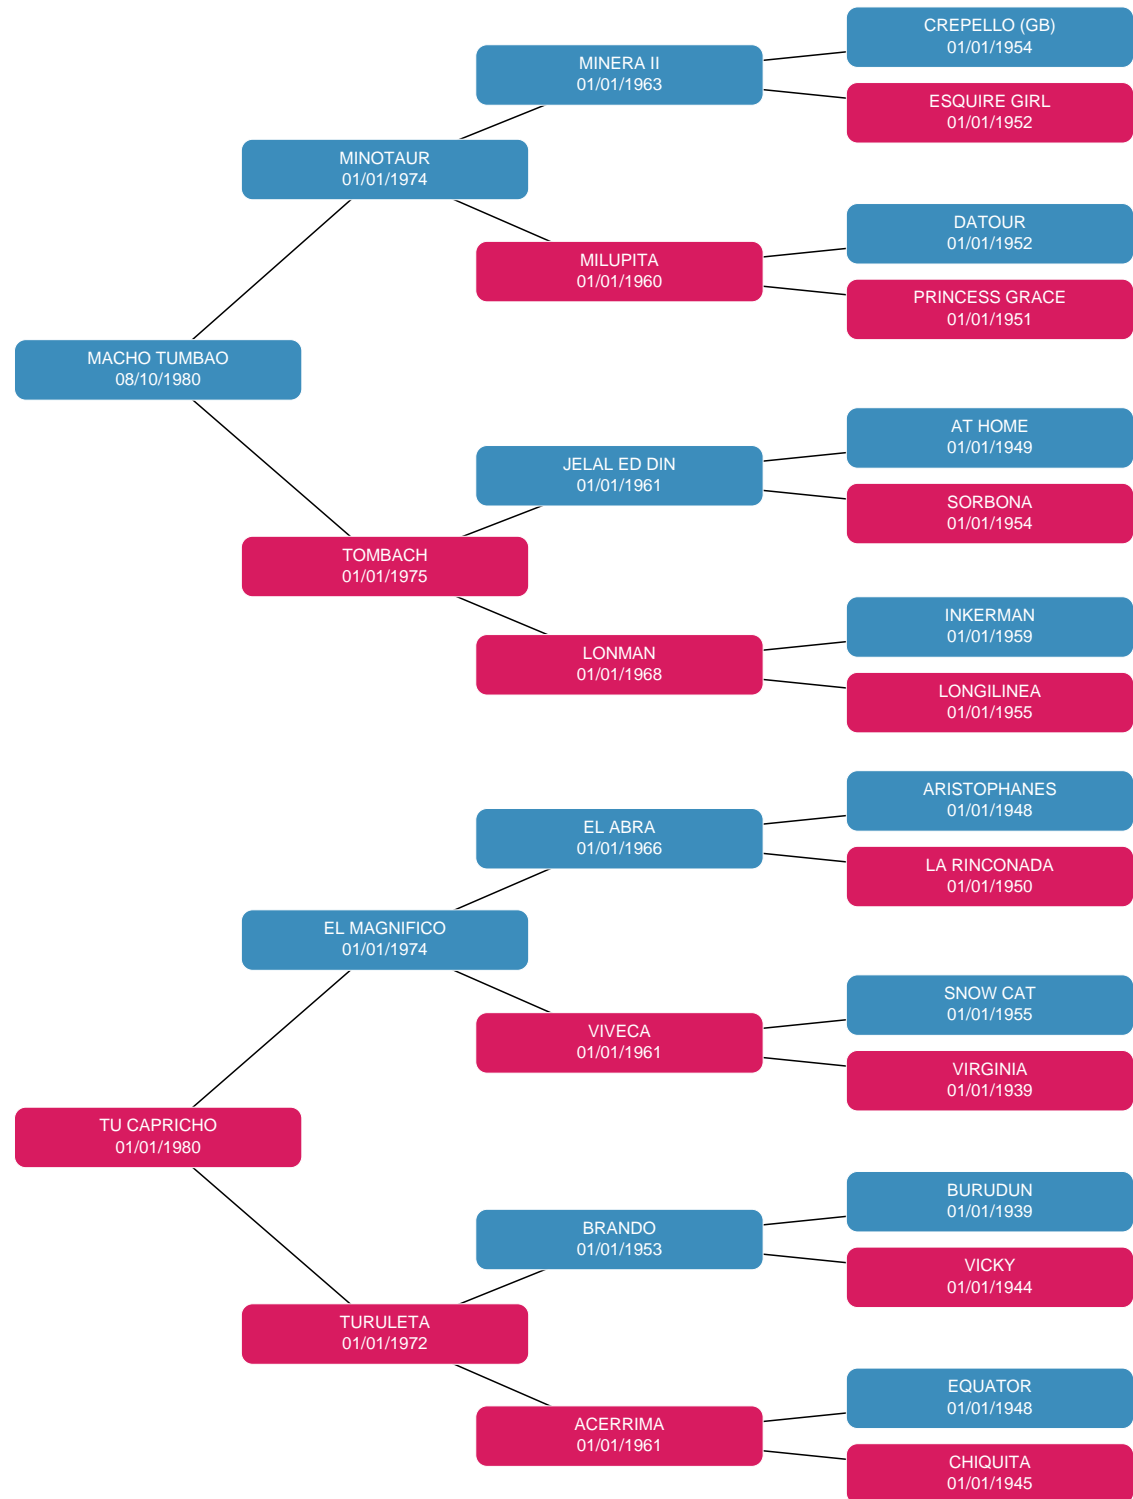 CREPELLO (GB)
01/01/1954
MINERA II
01/01/1963
ESQUIRE GIRL
01/01/1952
MINOTAUR
01/01/1974
DATOUR
01/01/1952
MILUPITA
01/01/1960
PRINCESS GRACE
01/01/1951
MACHO TUMBAO
08/10/1980
AT HOME
01/01/1949
JELAL ED DIN
01/01/1961
SORBONA
01/01/1954
TOMBACH
01/01/1975
INKERMAN
01/01/1959
LONMAN
01/01/1968
LONGILINEA
01/01/1955
ARISTOPHANES
01/01/1948
EL ABRA
01/01/1966
LA RINCONADA
01/01/1950
EL MAGNIFICO
01/01/1974
SNOW CAT
01/01/1955
VIVECA
01/01/1961
VIRGINIA
01/01/1939
TU CAPRICHO
01/01/1980
BURUDUN
01/01/1939
BRANDO
01/01/1953
VICKY
01/01/1944
TURULETA
01/01/1972
EQUATOR
01/01/1948
ACERRIMA
01/01/1961
CHIQUITA
01/01/1945